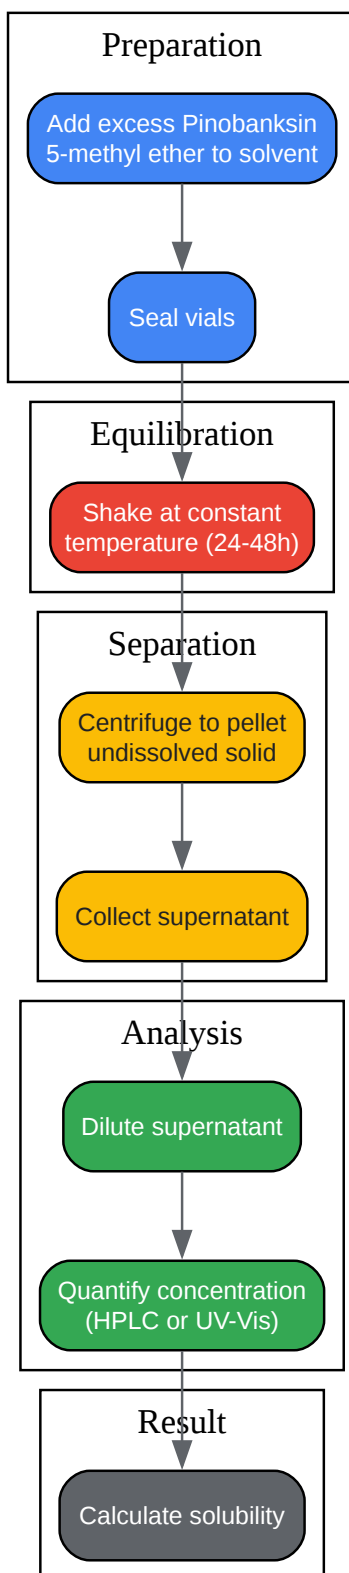 Preparation
Add excess Pinobanksin
5-methyl ether to solvent
Seal vials
Equilibration
Shake at constant
temperature (24-48h)
Separation
Centrifuge to pellet
undissolved solid
Collect supernatant
Analysis
Dilute supernatant
Quantify concentration
(HPLC or UV-Vis)
Result
Calculate solubility